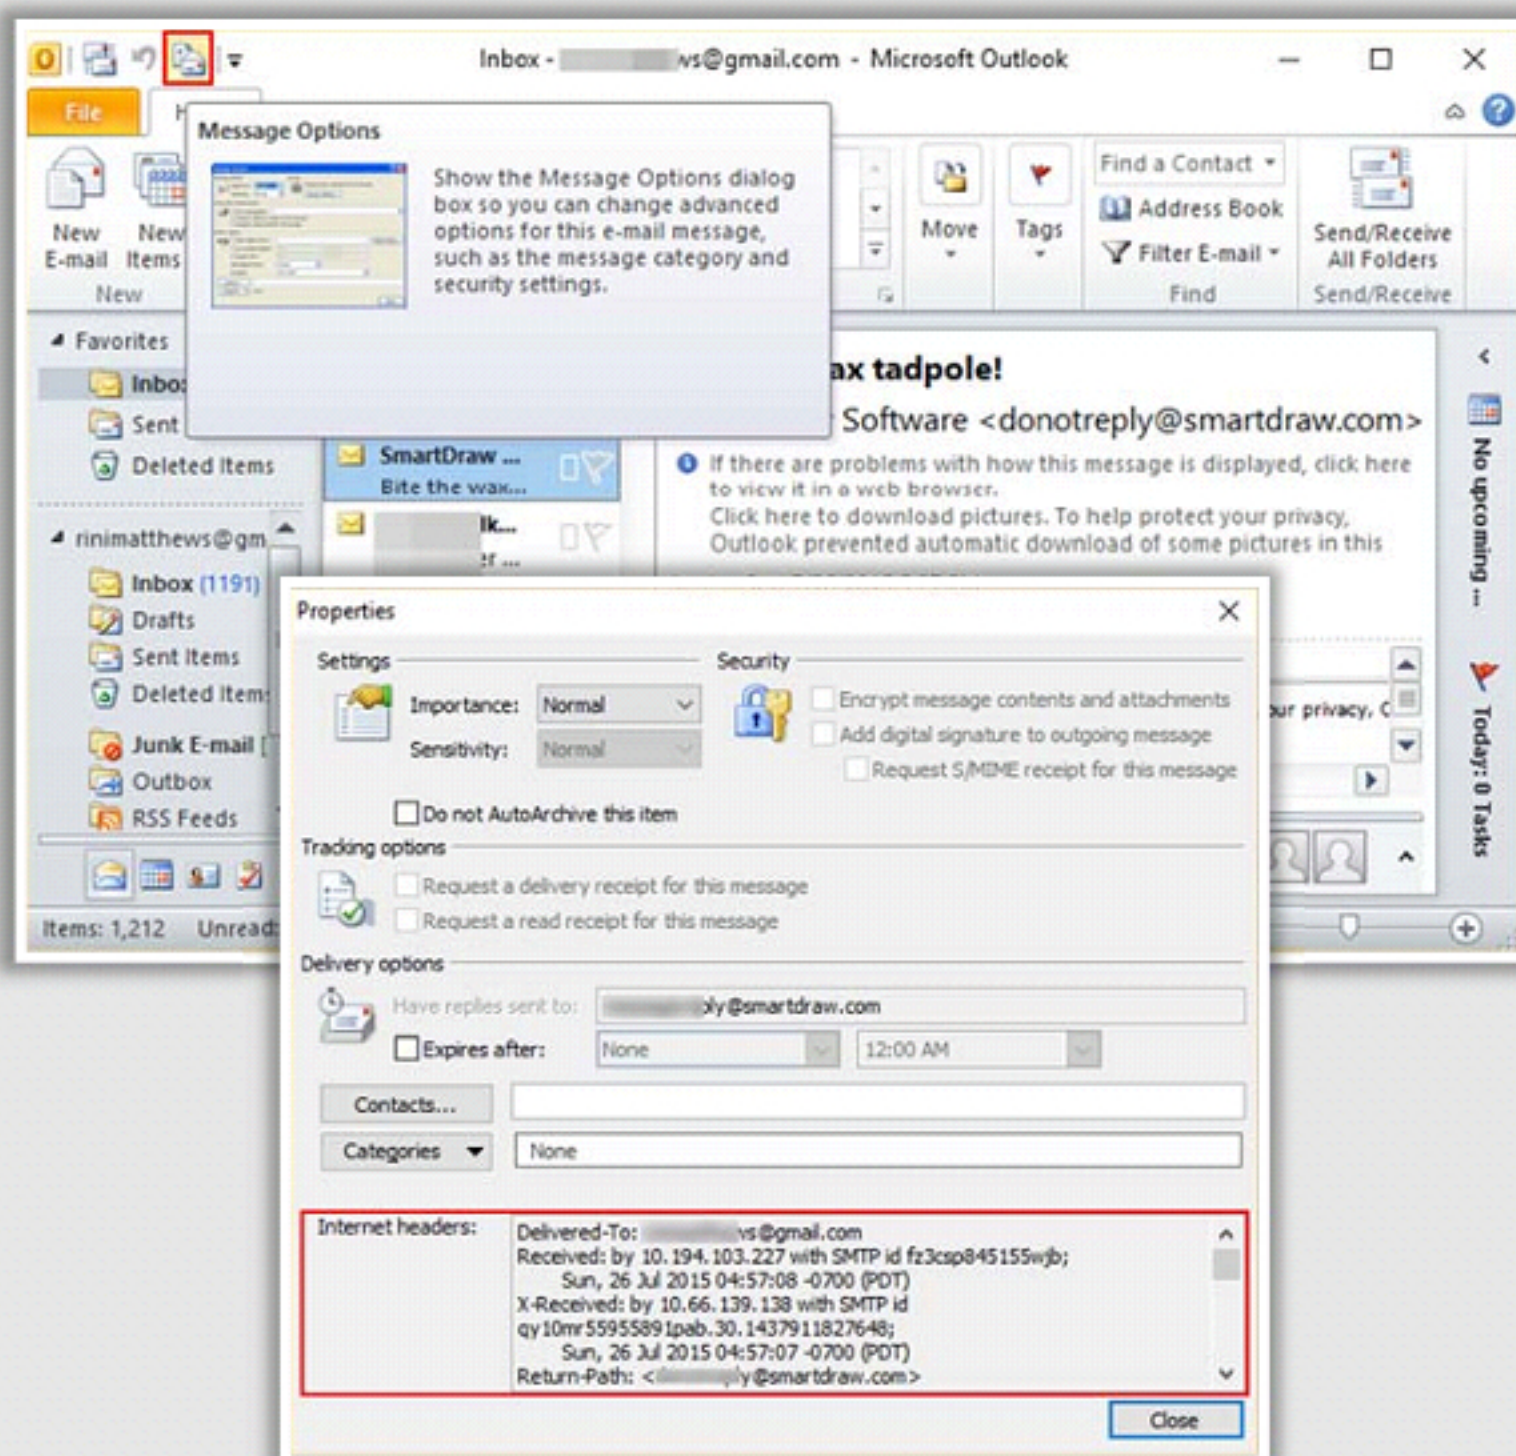 Inbox - ws@gmail.com - Microsoft Outlook
File
Message Options
Show the Message Options dialog
box so you can change advanced
options for this e-mail message,
such as the message category and
security settings.
New
E-mail
New
Items
New
Move
Tags
Find a Contact
Address Book
Filter E-mail
Find
Send/Receive
All Folders
Send/Receive
Favorites
Inbo
Sent
Deleted Items
rinimatthews@gm
Inbox (1191)
Drafts
Sent Items
Deleted Item
Junk E-mail [
Outbox
RSS Feeds
Items: 1,212 Unread:
SmartDraw ...
Bite the wax...
lk...
er ...
ax tadpole!
Software <donotreply@smartdraw.com>
If there are problems with how this message is displayed, click here
to view it in a web browser.
Click here to download pictures. To help protect your privacy,
Outlook prevented automatic download of some pictures in this
ur privacy, O
No upcoming ...
Today: 0 Tasks
Properties
Settings
Importance: Normal
Sensitivity: Normal
Do not AutoArchive this item
Security
Encrypt message contents and attachments
Add digital signature to outgoing message
Request S/MIME receipt for this message
Tracking options
Request a delivery receipt for this message
Request a read receipt for this message
Delivery options
Have replies sent to: ply@smartdraw.com
Expires after: None 12:00 AM
Contacts...
Categories None
Internet headers:
Delivered-To: vs@gmail.com
Received: by 10.194.103.227 with SMTP id fz3csp845155wjb;
Sun, 26 Jul 2015 04:57:08 -0700 (PDT)
X-Received: by 10.66.139.138 with SMTP id
qy10mr55955891pab.30.1437911827648;
Sun, 26 Jul 2015 04:57:07 -0700 (PDT)
Return-Path: < y@smartdraw.com>
Close